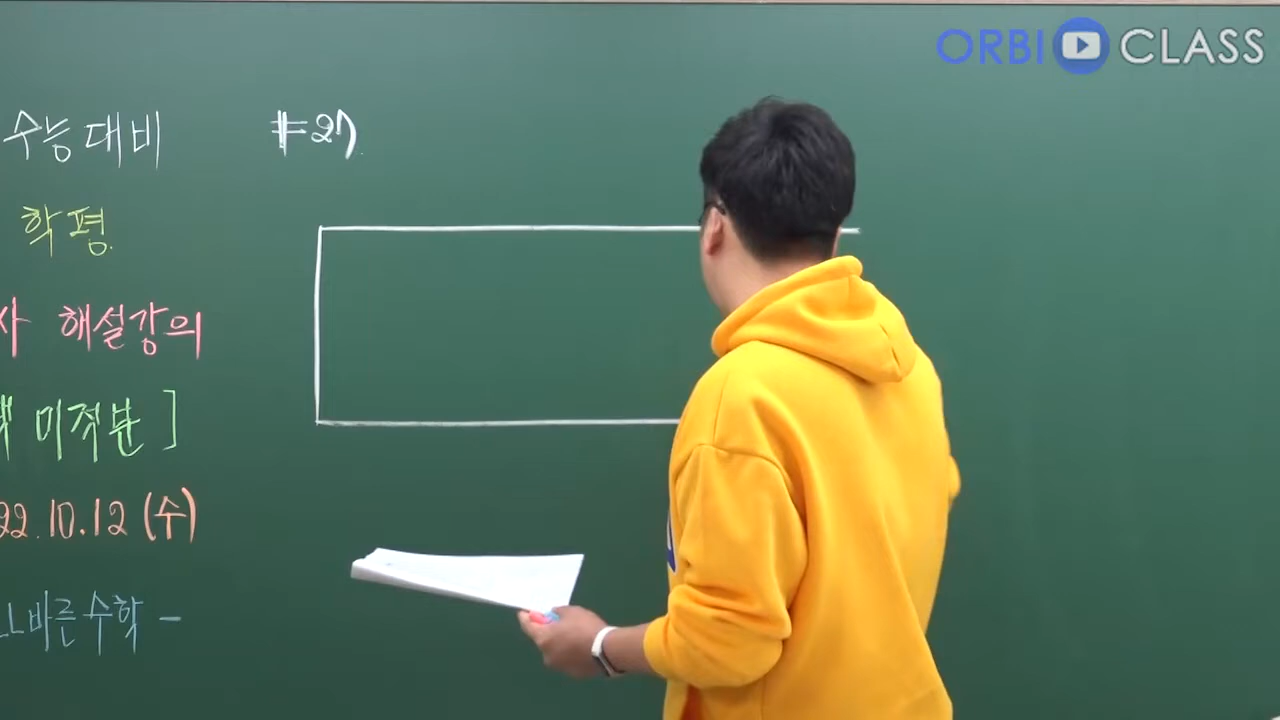 ORBI CLASS
수능대비
#27
학평
해설강의
미적분 ]
22.10.12 (수)
바른수학 -